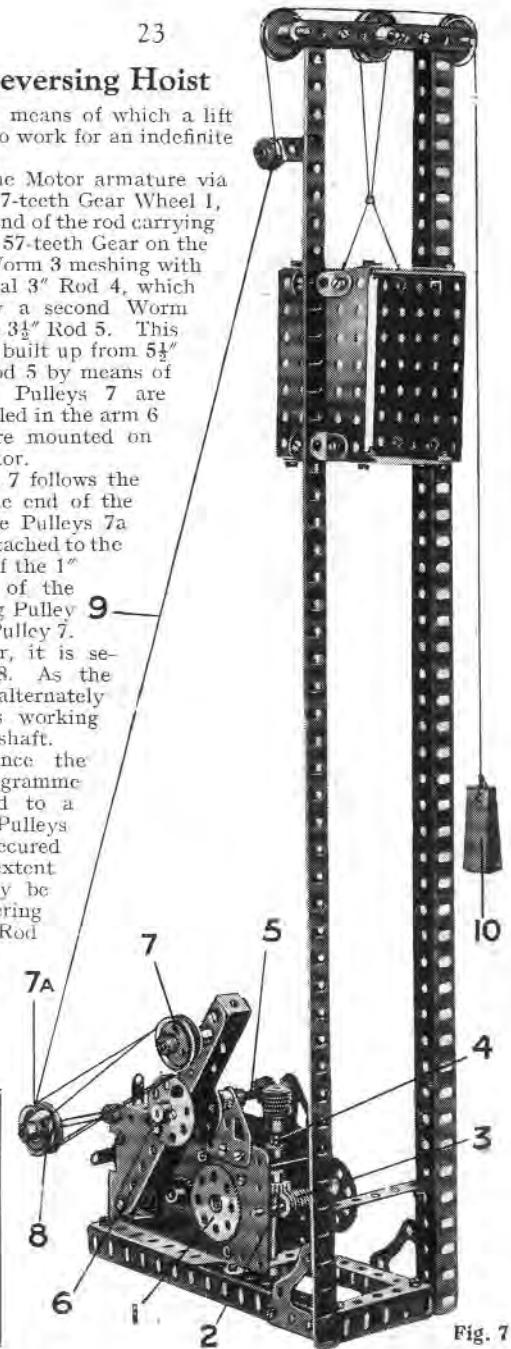 23
eversing Hoist
means of which a lift
o work for an indefinite
ne Motor armature via
7-teeth Gear Wheel 1,
end of the rod carrying
57-teeth Gear on the
Worm 3 meshing with
al 3″ Rod 4, which
y a second Worm
3½″ Rod 5. This
built up from 5½″
od 5 by means of
Pulleys 7 are
led in the arm 6
re mounted on
tor.
7 follows the
e end of the
e Pulleys 7a
tached to the
f the 1″
of the
g Pulley
Pulley 7.
r, it is se-
8. As the
alternately
s working
shaft.
nce the
gramme
d to a
Pulleys
ecured
extent
y be
ering
Rod
9
10
7A
7
5
4
3
8
6
1
2
Fig. 7